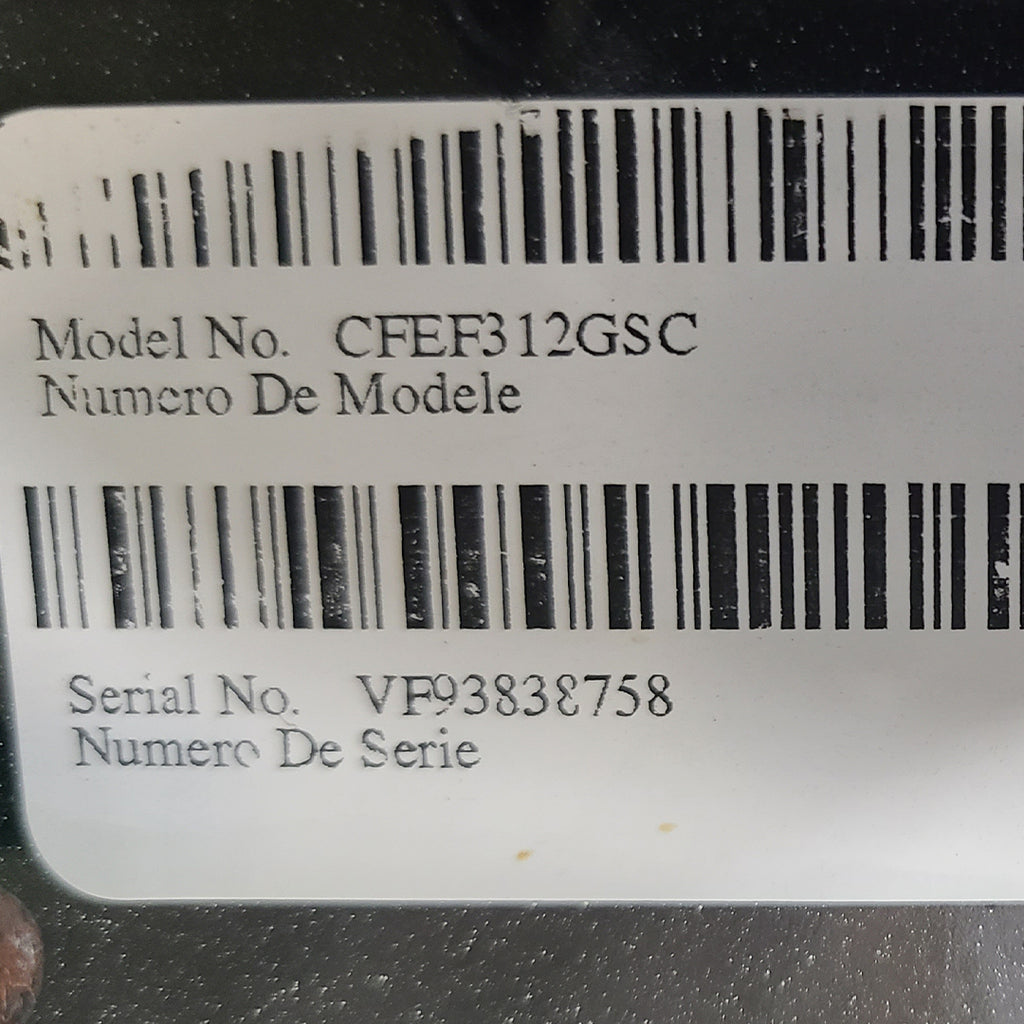 Model No. CFEF312GSC
Numero De Modele
Serial No. VF93838758
Numero De Serie